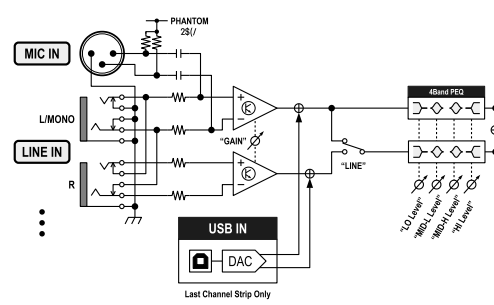 PHANTOM
2$(/
MIC IN
4Band PEQ
L/MONO
"GAIN"
LINE IN
"LINE"
R
"LO Level"
"MID-L Level"
"MID-H Level"
"HI Level"
USB IN
DAC
Last Channel Strip Only